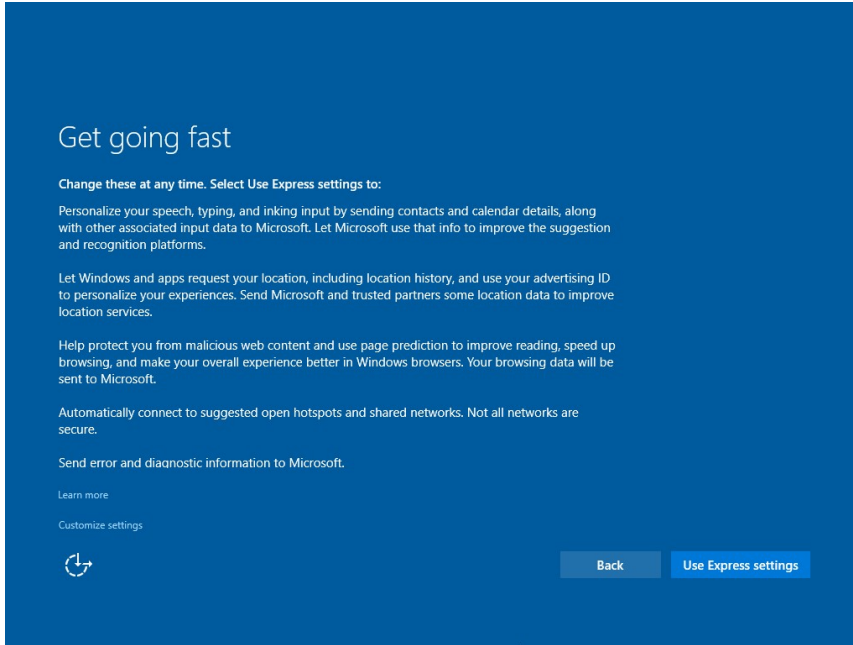 Get going fast
Change these at any time. Select Use Express settings to:
Personalize your speech, typing, and inking input by sending contacts and calendar details, along
with other associated input data to Microsoft. Let Microsoft use that info to improve the suggestion
and recognition platforms.
Let Windows and apps request your location, including location history, and use your advertising ID
to personalize your experiences. Send Microsoft and trusted partners some location data to improve
location services.
Help protect you from malicious web content and use page prediction to improve reading, speed up
browsing, and make your overall experience better in Windows browsers. Your browsing data will be
sent to Microsoft.
Automatically connect to suggested open hotspots and shared networks. Not all networks are
secure.
Send error and diagnostic information to Microsoft.
Learn more
Customize settings
Back
Use Express settings